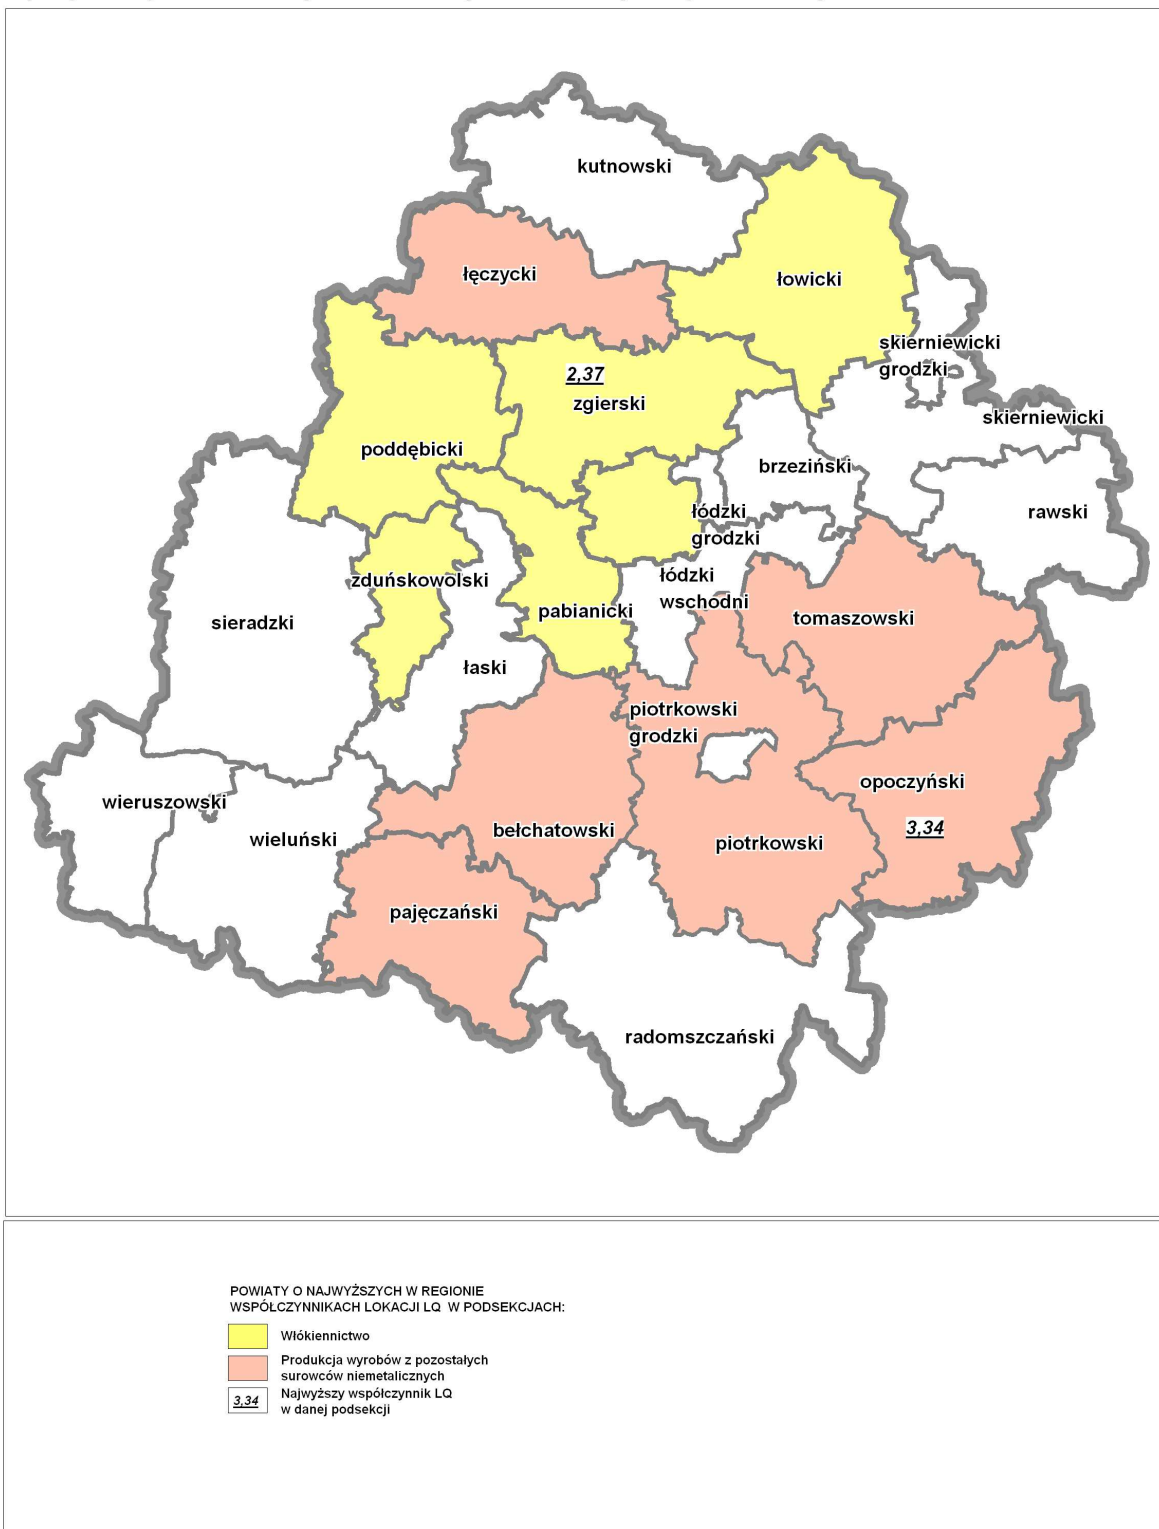 kutnowski
łęczycki
łowicki
skierniewicki
grodzki
2,37
zgierski
skierniewicki
poddębicki
brzeziński
łódzki
grodzki
rawski
zduńskowolski
łódzki
wschodni
pabianicki
tomaszowski
sieradzki
łaski
piotrkowski
grodzki
opoczyński
wieruszowski
3,34
bełchatowski
wieluński
piotrkowski
pajęczański
radomszczański
POWIATY O NAJWYŻSZYCH W REGIONIE
WSPÓŁCZYNNIKACH LOKACJI LQ W PODSEKCJACH:
Włókiennictwo
Produkcja wyrobów z pozostałych
surowców niemetalicznych
3,34
Najwyższy współczynnik LQ
w danej podsekcji